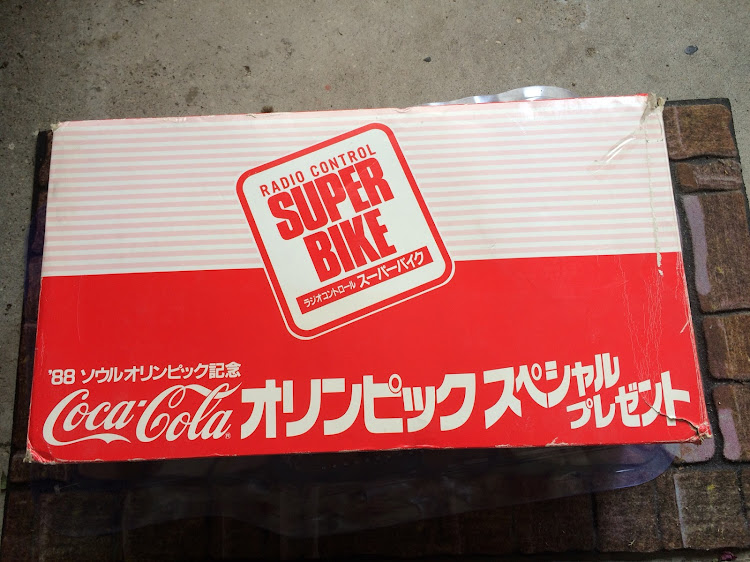 RADIO CONTROL
SUPER
BIKE
ラジオコントロール スーパーバイク
'88 ソウルオリンピック記念
Coca-Cola® オリンピック スペシャル
プレゼント